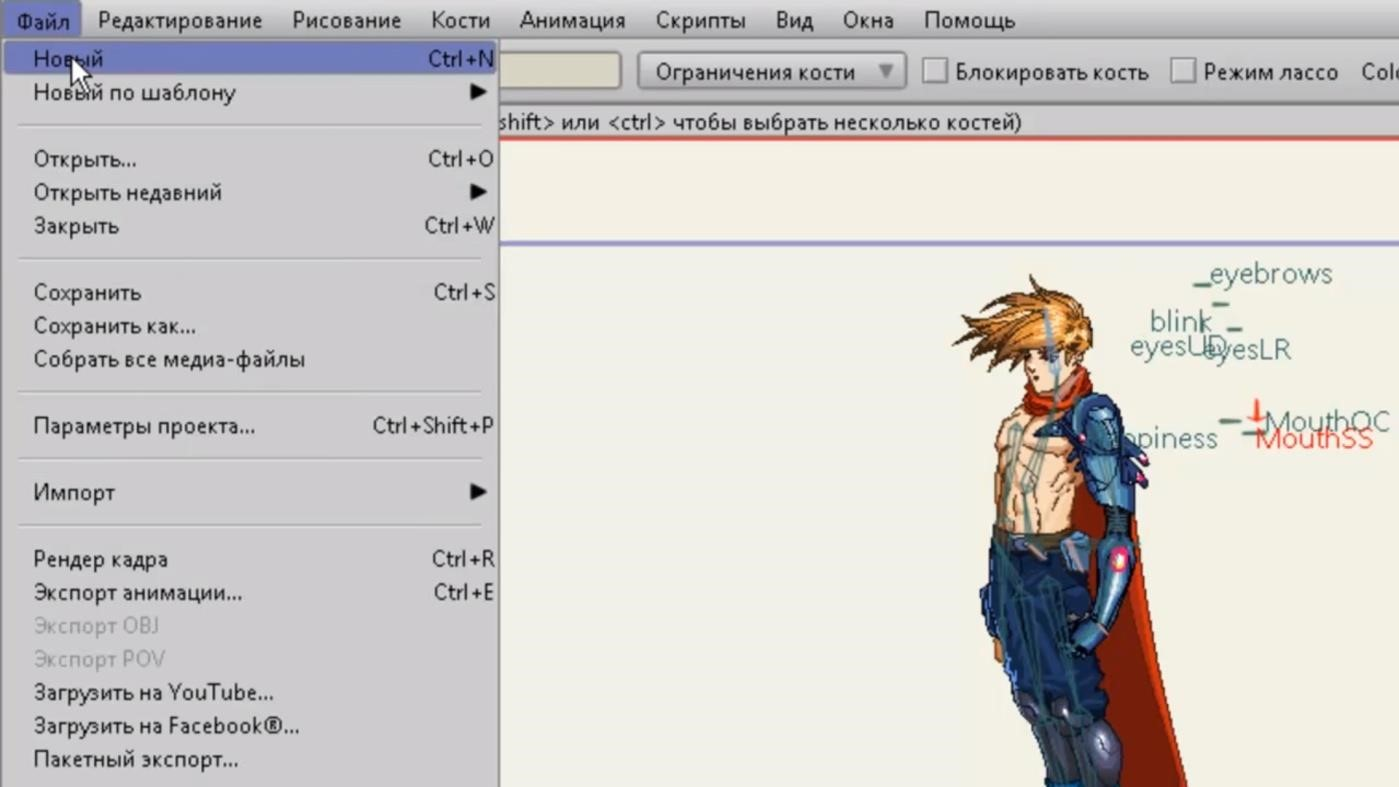 Файл Редактирование Рисование Кости Анимация Скрипты Вид Окна Помощь
Новый Ctrl+N
Ограничения кости Блокировать кость Режим лассо
Новый по шаблону
shift> или <ctrl> чтобы выбрать несколько костей)
Открыть... Ctrl+O
Открыть недавний
Закрыть Ctrl+W
Сохранить Ctrl+S
Сохранить как...
Собрать все медиа-файлы
Параметры проекта... Ctrl+Shift+P
Импорт
Рендер кадра Ctrl+R
Экспорт анимации... Ctrl+E
Экспорт OBJ
Экспорт POV
Загрузить на YouTube...
Загрузить на Facebook®...
Пакетный экспорт...
eyebrows
blink
eyesUD eyesLR
MouthOC
MouthSS